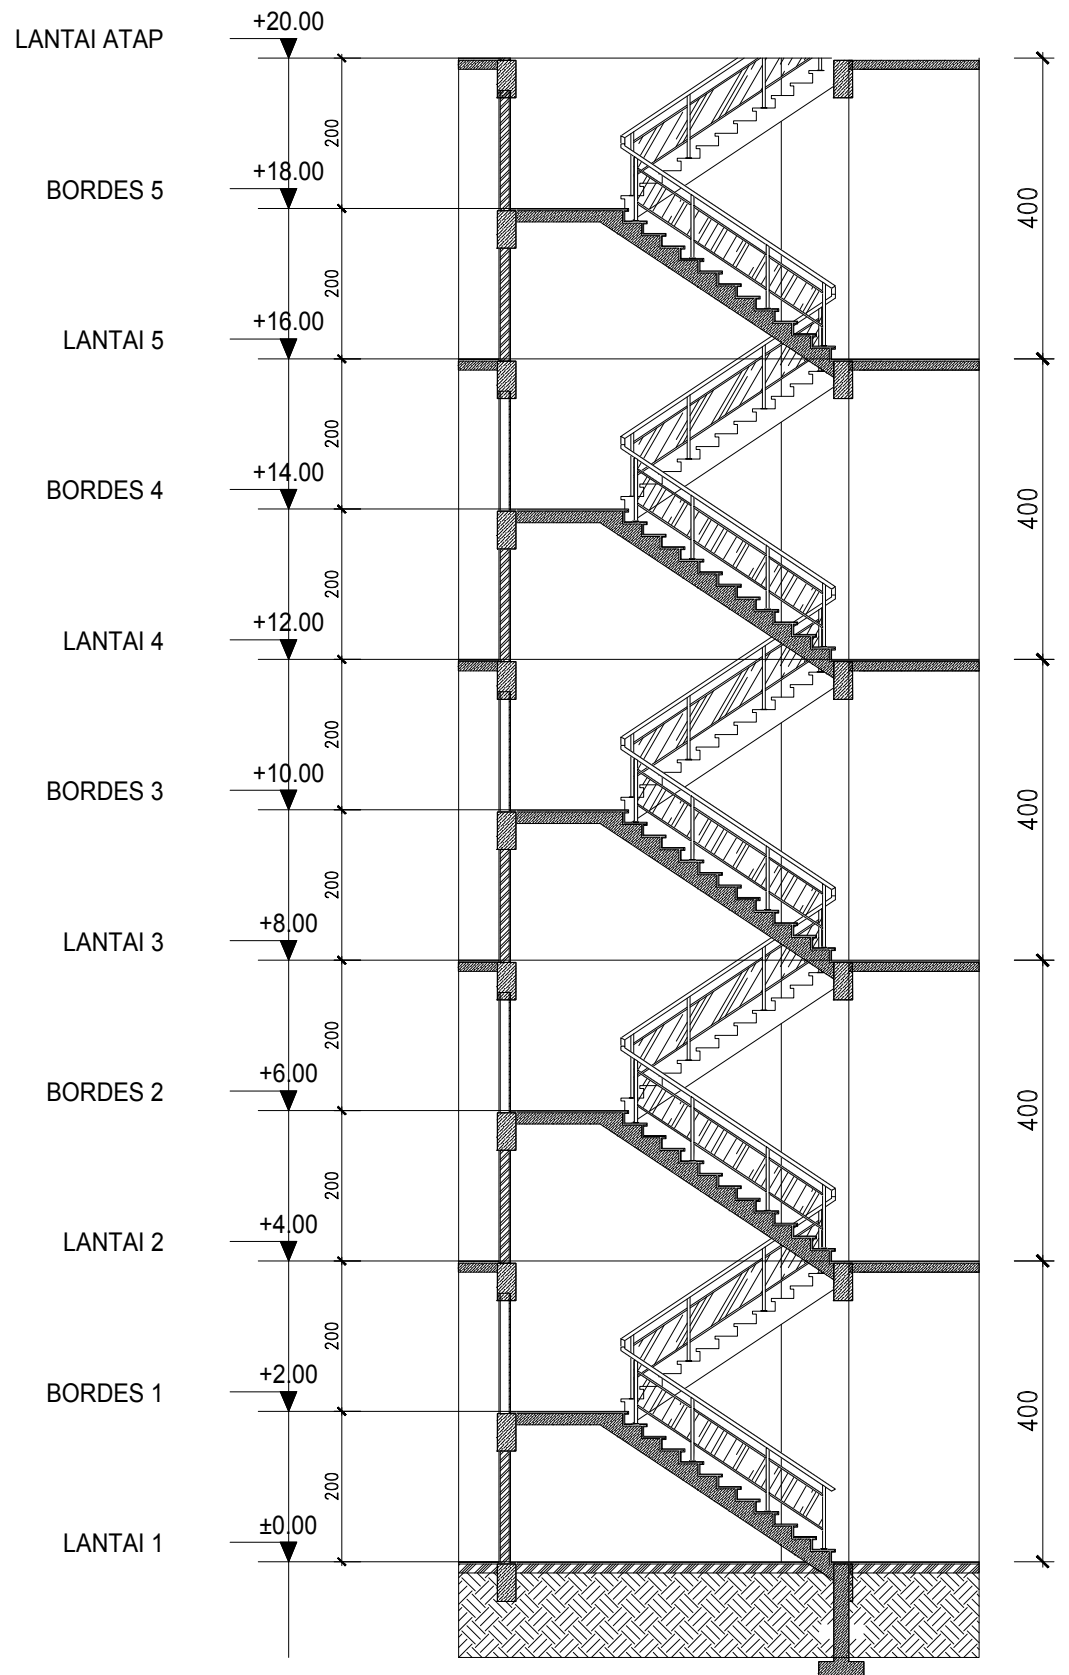 +20.00
LANTAI ATAP
200
+18.00
BORDES 5
400
200
+16.00
LANTAI 5
200
+14.00
BORDES 4
400
200
+12.00
LANTAI 4
200
+10.00
BORDES 3
400
200
+8.00
LANTAI 3
200
+6.00
BORDES 2
400
200
+4.00
LANTAI 2
200
+2.00
BORDES 1
400
200
±0.00
LANTAI 1